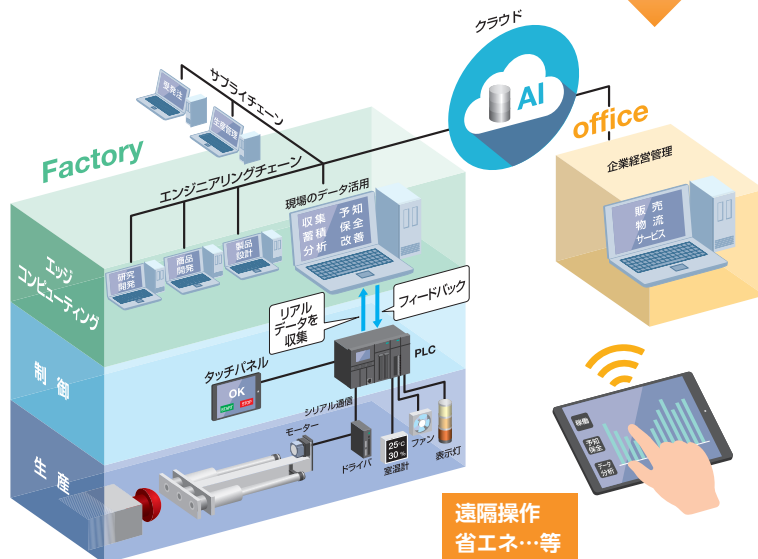 クラウド
AI
サプライチェーン
受発注
生産管理
Factory
office
企業経営管理
エンジニアリングチェーン
現場のデータ活用
収集 予知
蓄積 保全
分析 改善
販売
物流
サービス
研究
開発
商品
開発
製品
設計
エッジ
コンピューティング
リアル
データを
収集
フィードバック
制御
タッチパネル
OK
START
STOP
PLC
シリアル通信
モーター
ドライバ
25℃
30%
室温計
ファン
表示灯
生産
稼働
予知
保全
データ
分析
遠隔操作
省エネ…等